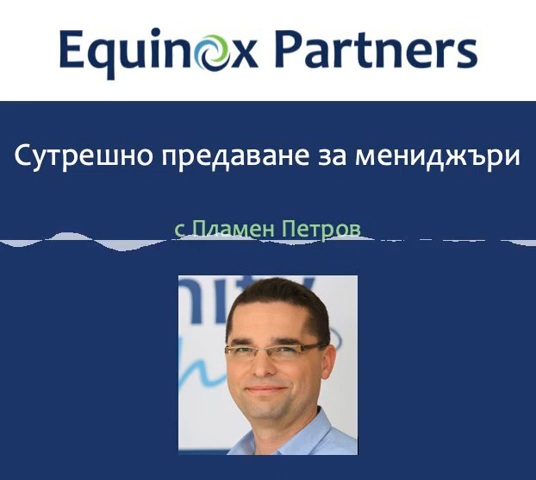 Equinox Partners
Сутрешно предаване за мениджъри
с Пламен Петров